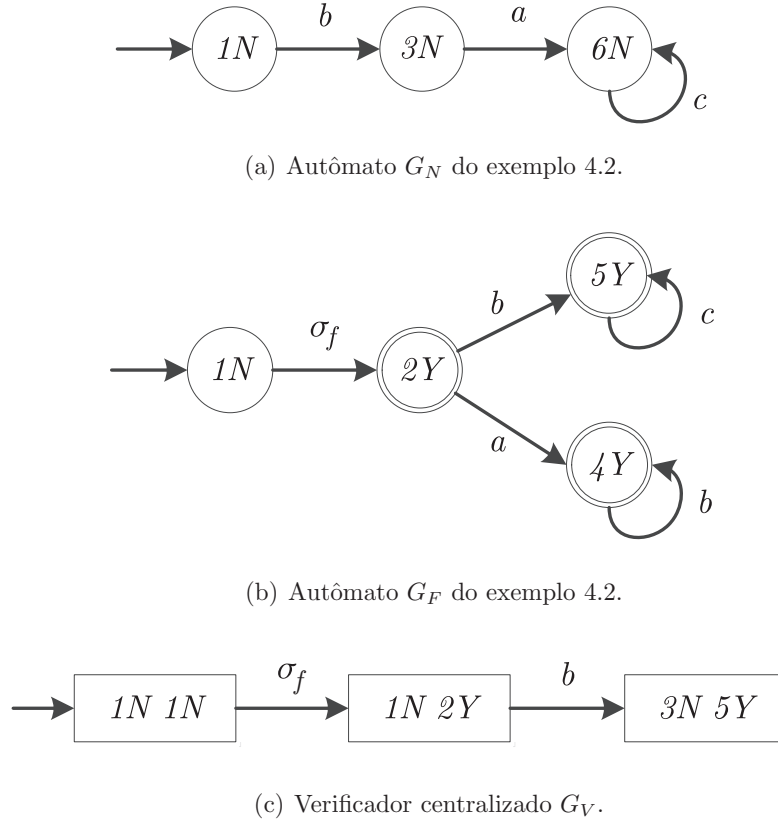 b a
1N 3N 6N
c
(a) Autômato G_N do exemplo 4.2.
5Y
b
σ_f c
1N 2Y
a
4Y
b
(b) Autômato G_F do exemplo 4.2.
σ_f b
1N 1N 1N 2Y 3N 5Y
(c) Verificador centralizado G_V.